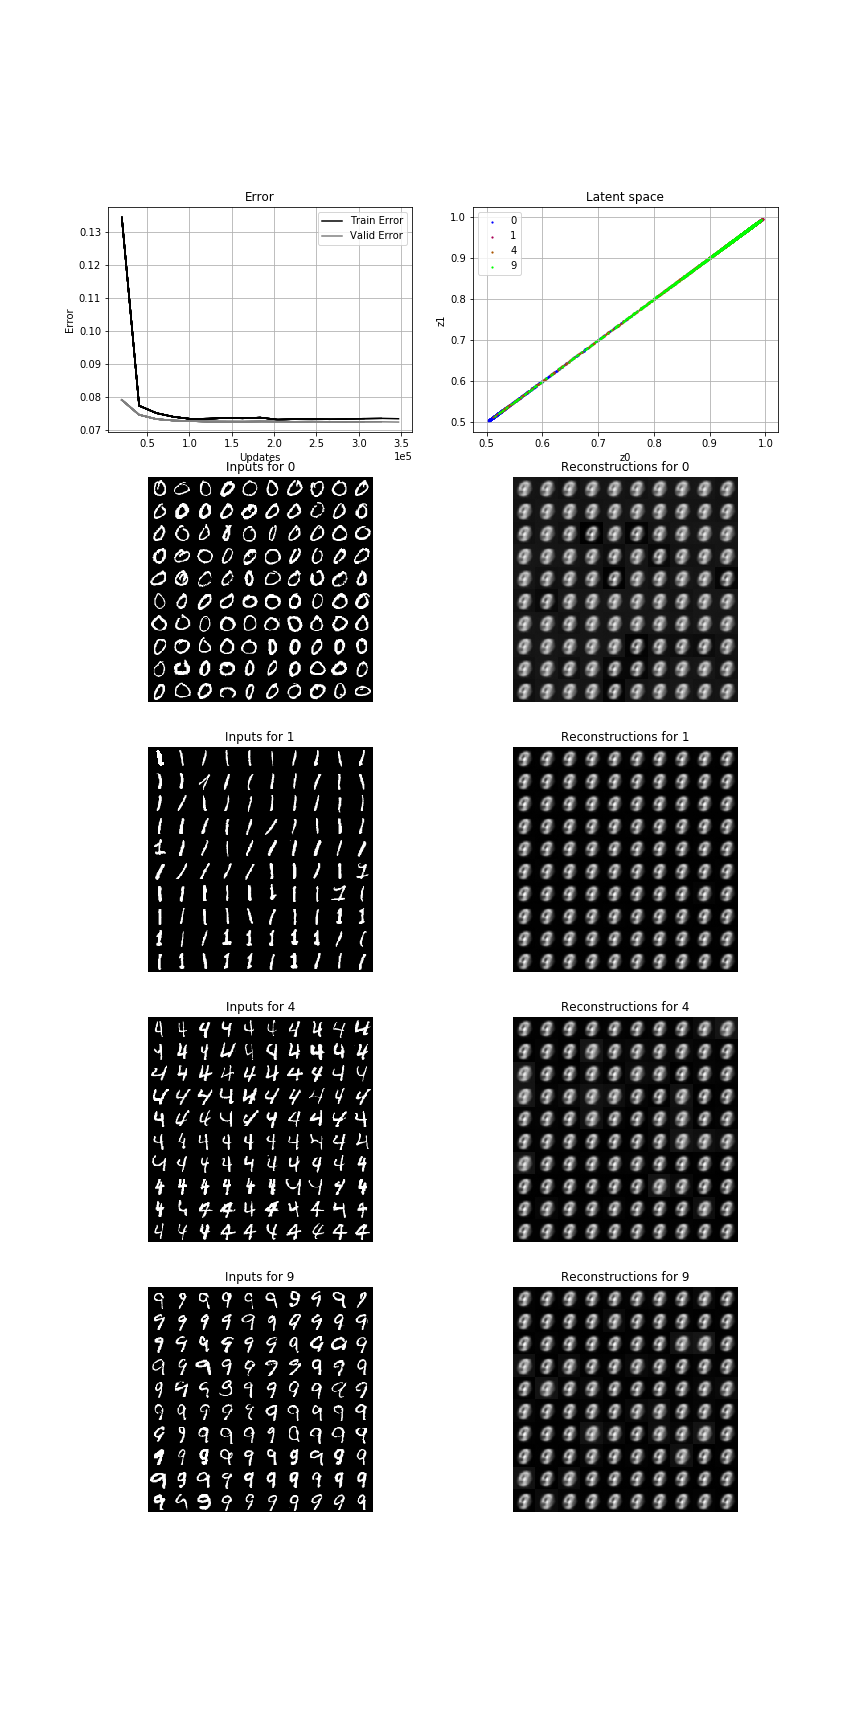 Error
Latent space
Error
0.13
0.12
0.11
0.10
0.09
0.08
0.07
Train Error
Valid Error
0.5 1.0 1.5 2.0 2.5 3.0 3.5
Updates
1e5
z1
1.0
0.9
0.8
0.7
0.6
0.5
0
1
4
9
0.5 0.6 0.7 0.8 0.9 1.0
z0
Inputs for 0
Reconstructions for 0
Inputs for 1
Reconstructions for 1
Inputs for 4
Reconstructions for 4
Inputs for 9
Reconstructions for 9